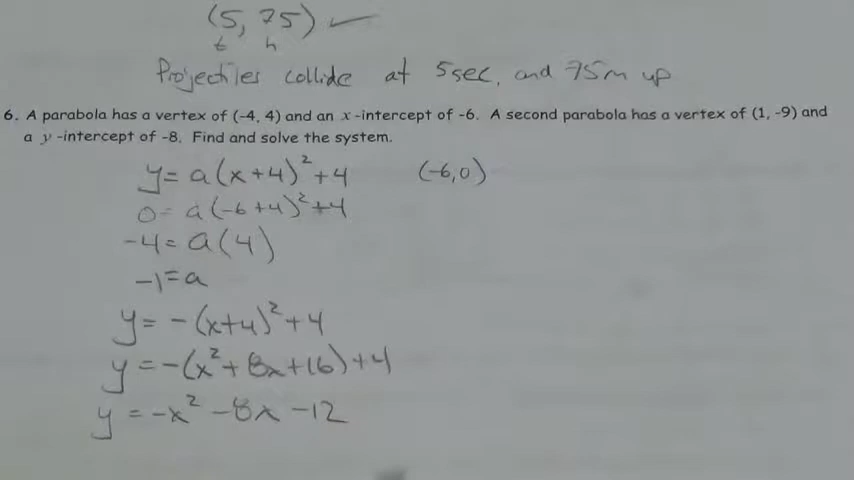 (5, 75) ✓
t h
Projectiles collide at 5sec, and 75m up
6. A parabola has a vertex of (-4, 4) and an x-intercept of -6. A second parabola has a vertex of (1, -9) and
a y-intercept of -8. Find and solve the system.
y = a(x+4)² + 4 (-6,0)
0 = a(-6+4)² + 4
-4 = a(4)
-1 = a
y = -(x+4)² + 4
y = -(x² + 8x + 16) + 4
y = -x² - 8x - 12